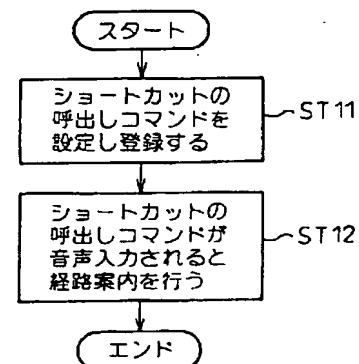 スタート
ショートカットの
呼出しコマンドを
設定し登録する
ST11
ショートカットの
呼出しコマンドが
音声入力されると
経路案内を行う
ST12
エンド